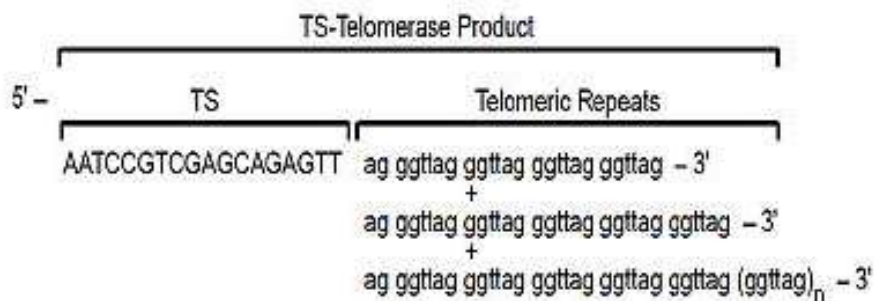 TS-Telomerase Product
5' – TS Telomeric Repeats
AATCCGTCGAGCAGAGTT ag ggttag ggttag ggttag ggttag – 3'
+
ag ggttag ggttag ggttag ggttag ggttag – 3'
+
ag ggttag ggttag ggttag ggttag ggttag (ggttag)n – 3'